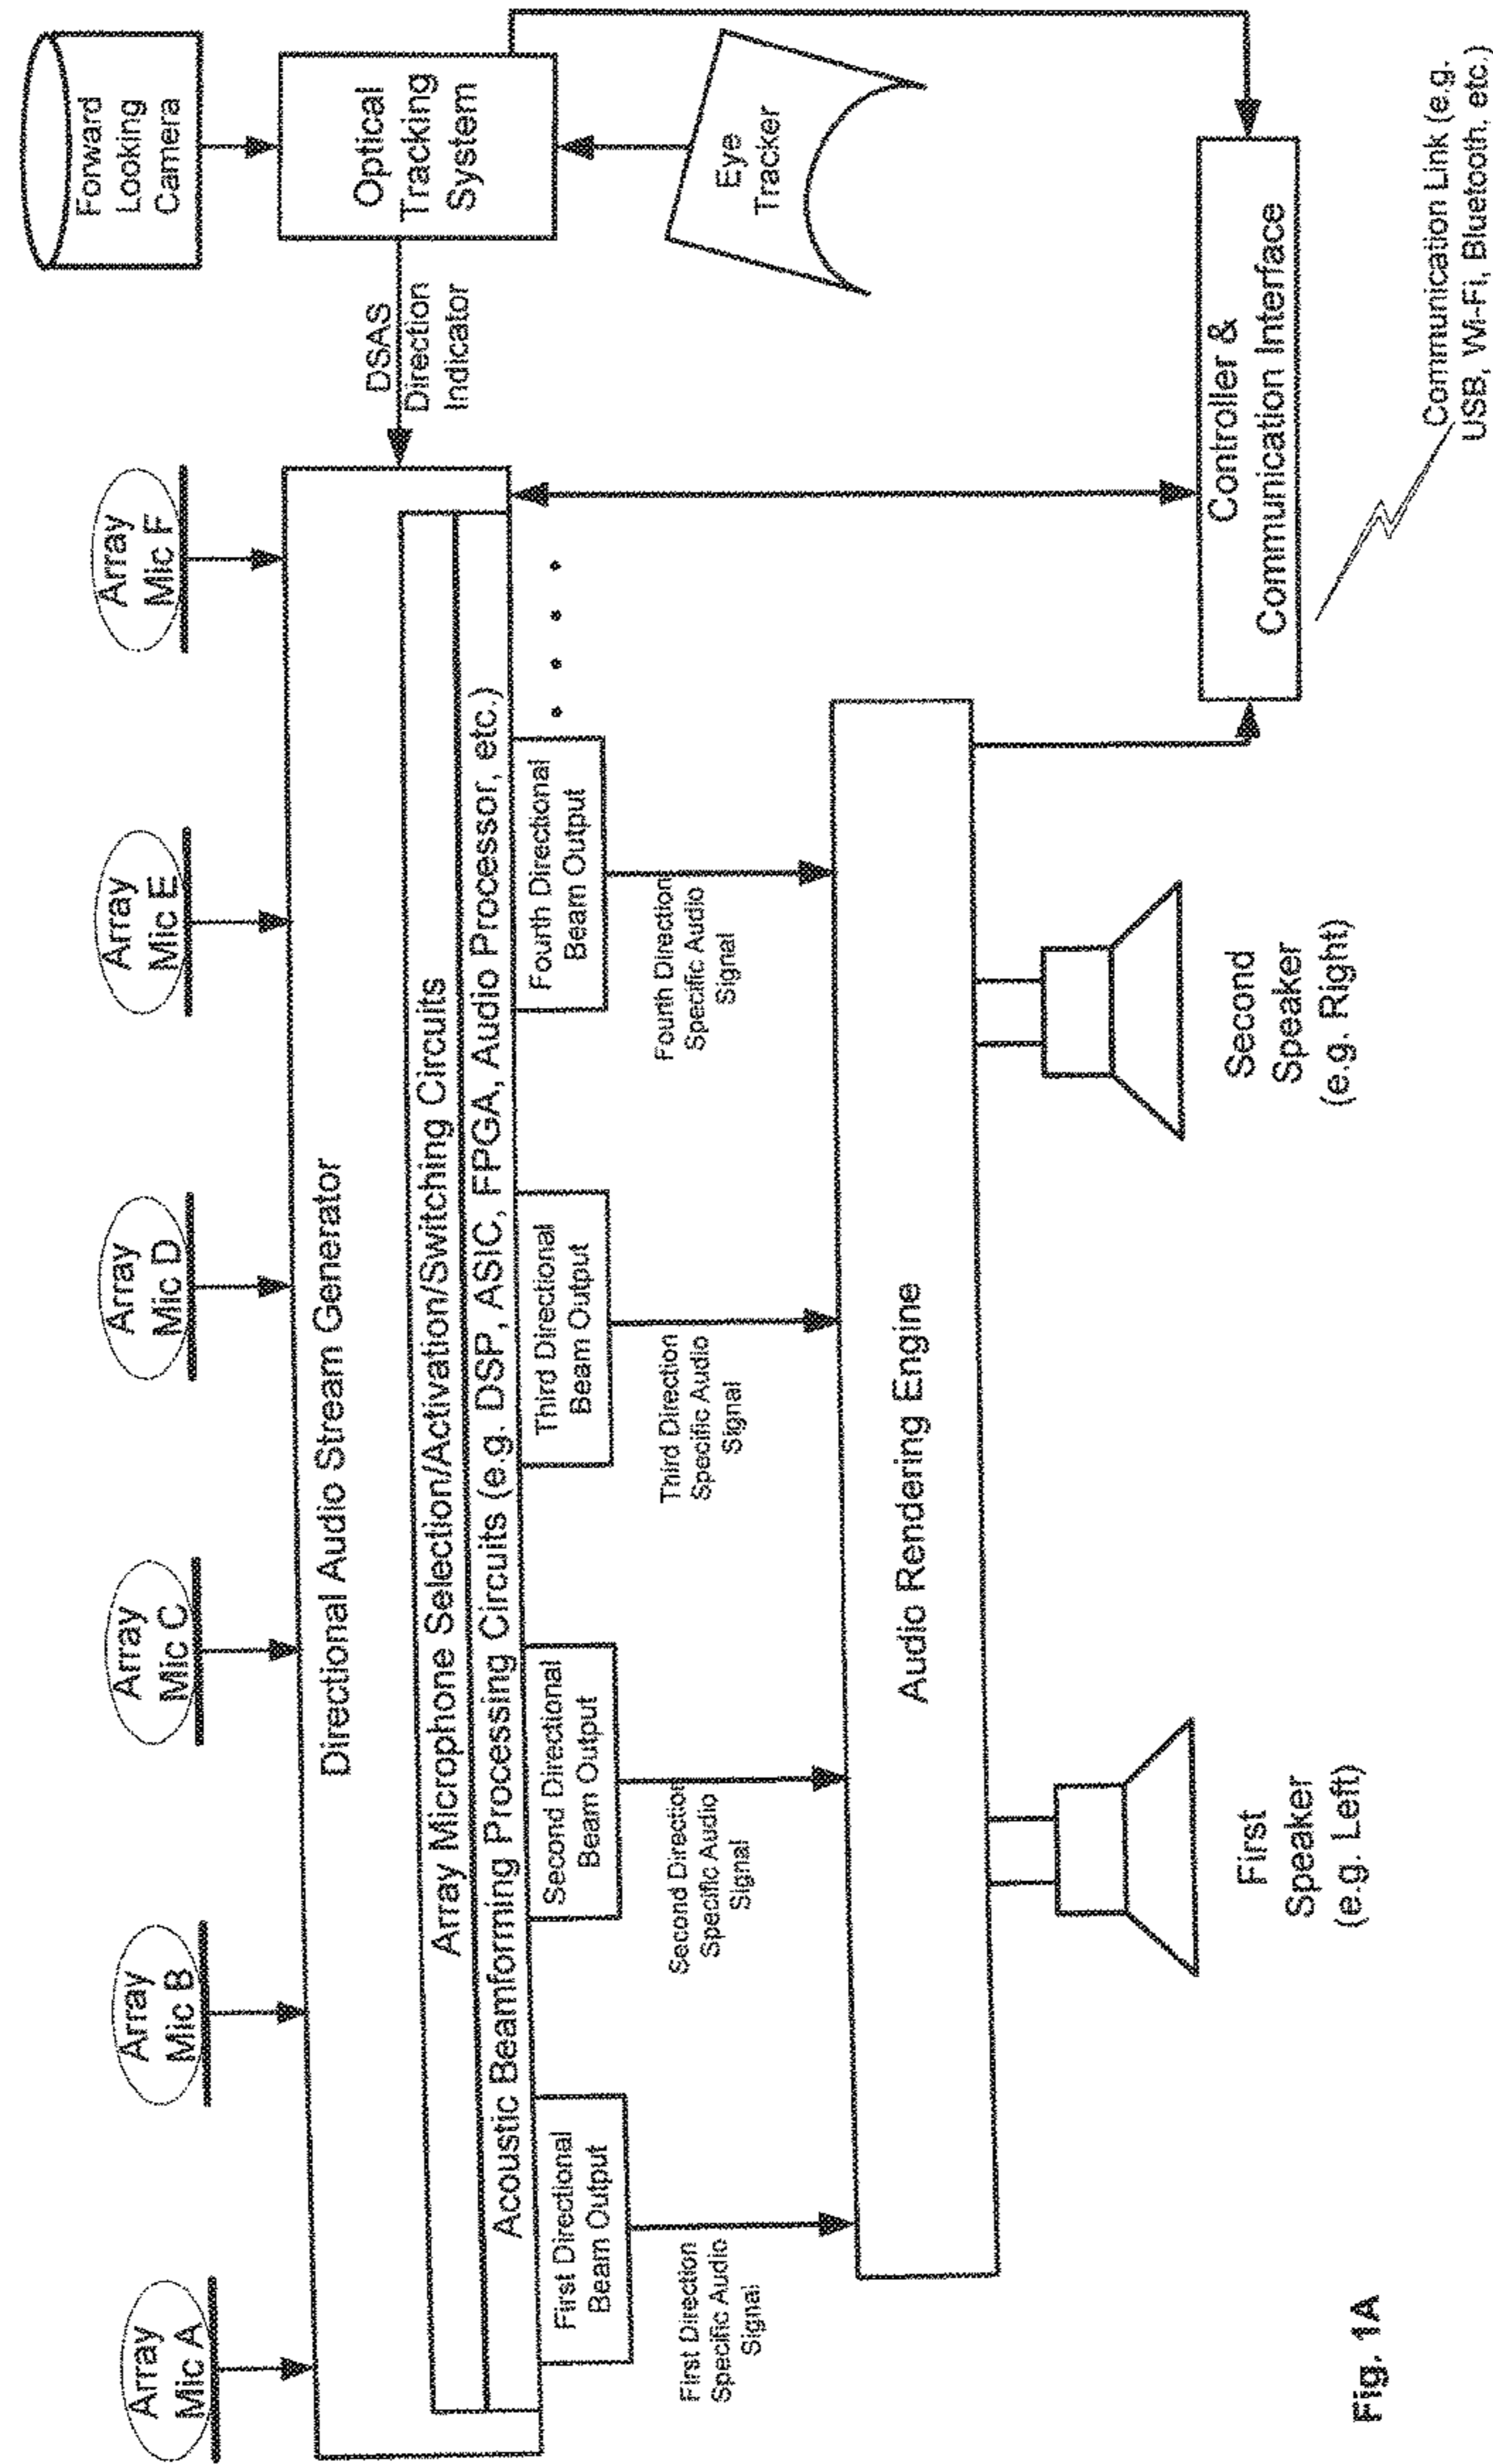 Array
Mic A
Array
Mic B
Array
Mic C
Array
Mic D
Array
Mic E
Array
Mic F
Forward
Looking
Camera
Directional Audio Stream Generator
DSAS
Direction
Indicator
Optical
Tracking
System
Array Microphone Selection/Activation/Switching Circuits
Acoustic Beamforming Processing Circuits (e.g. DSP, ASIC, FPGA, Audio Processor, etc.)
First Directional
Beam Output
Second Directional
Beam Output
Third Directional
Beam Output
Fourth Directional
Beam Output
Eye
Tracker
First Direction
Specific Audio
Signal
Second Direction
Specific Audio
Signal
Third Direction
Specific Audio
Signal
Fourth Direction
Specific Audio
Signal
Audio Rendering Engine
Controller &
Communication Interface
First
Speaker
(e.g. Left)
Second
Speaker
(e.g. Right)
Communication Link (e.g.
USB, Wi-Fi, Bluetooth, etc.)
Fig. 1A